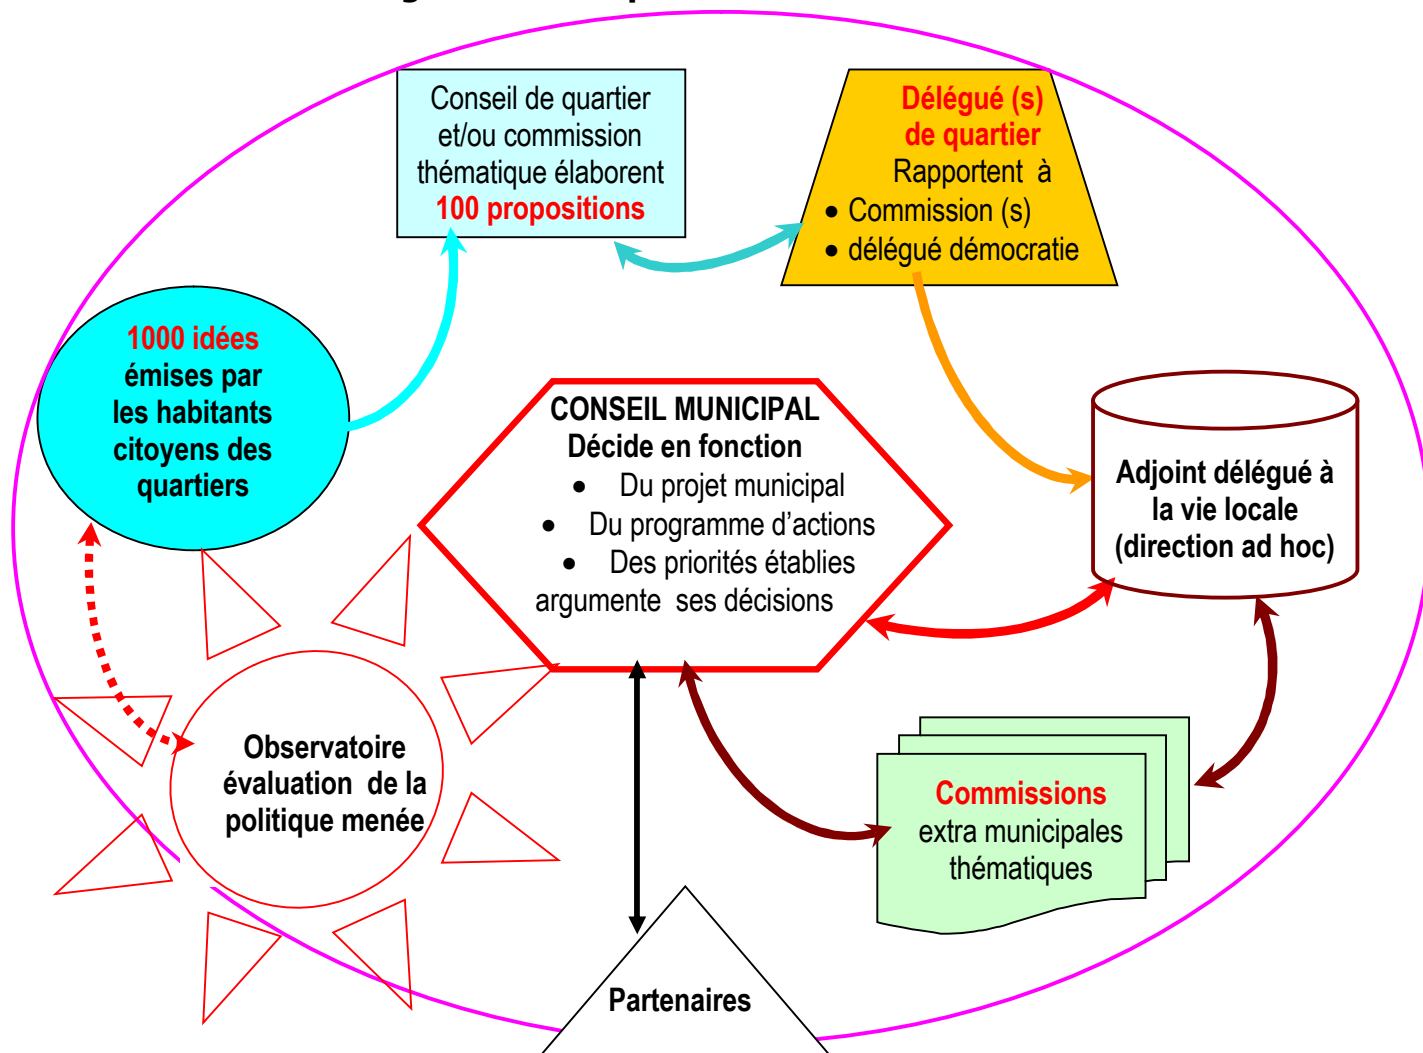 Conseil de quartier
et/ou commission
thématique élaborent
100 propositions
Délégué (s)
de quartier
Rapportent à
• Commission (s)
• délégué démocratie
1000 idées
émises par
les habitants
citoyens des
quartiers
CONSEIL MUNICIPAL
Décide en fonction
• Du projet municipal
• Du programme d'actions
• Des priorités établies
argumente ses décisions
Adjoint délégué à
la vie locale
(direction ad hoc)
Observatoire
évaluation de la
politique menée
Commissions
extra municipales
thématiques
Partenaires